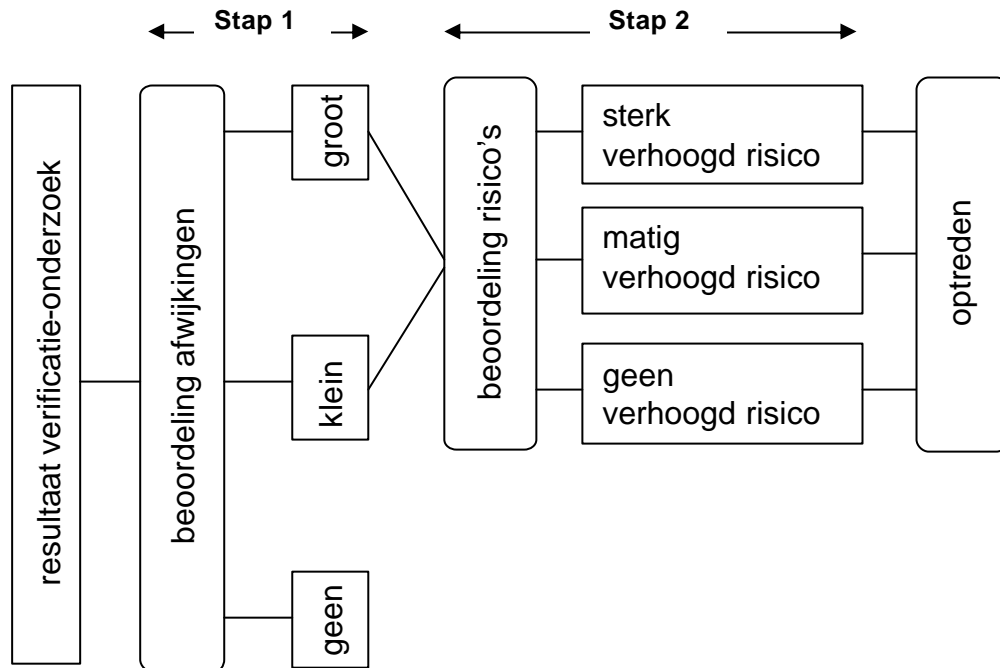 Stap 1
Stap 2
resultaat verificatie-onderzoek
beoordeling afwijkingen
groot
klein
geen
beoordeling risico's
sterk
verhoogd risico
matig
verhoogd risico
geen
verhoogd risico
optreden